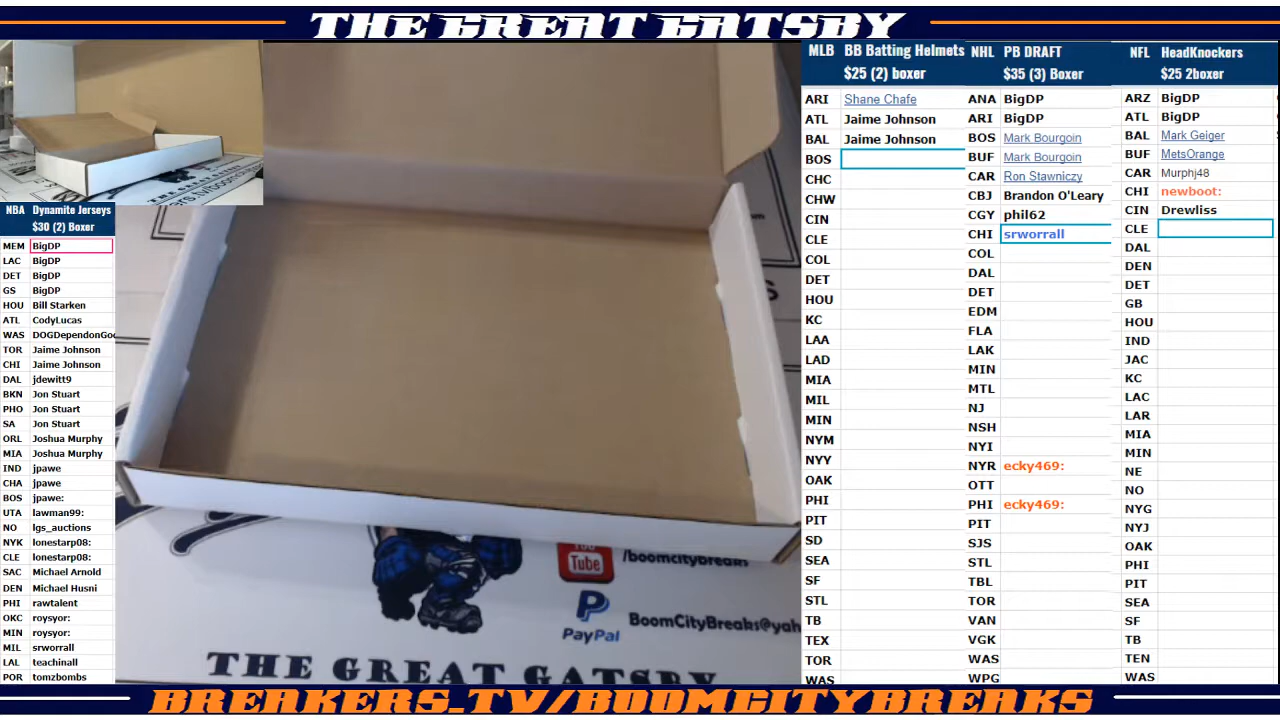 THE GREAT GATSBY
NBA Dynamite Jerseys
$30 (2) Boxer
MEM BigDP
LAC BigDP
DET BigDP
GS BigDP
HOU Bill Starken
ATL CodyLucas
WAS DOGDependonGo
TOR Jaime Johnson
CHI Jaime Johnson
DAL jdewitt9
BKN Jon Stuart
PHO Jon Stuart
SA Jon Stuart
ORL Joshua Murphy
MIA Joshua Murphy
IND jpawe
CHA jpawe
BOS jpawe:
UTA lawman99:
NO lgs_auctions
NYK lonestarp08:
CLE lonestarp08:
SAC Michael Arnold
DEN Michael Husni
PHI rawtalent
OKC roysyor:
MIN roysyor:
MIL srworrall
LAL teachinall
POR tomzbombs
You
Tube /boomcitybreaks
PayPal BoomCityBreaks@yah
THE GREAT GATSBY
MLB BB Batting Helmets
$25 (2) boxer
ARI Shane Chafe
ATL Jaime Johnson
BAL Jaime Johnson
BOS
CHC
CHW
CIN
CLE
COL
DET
HOU
KC
LAA
LAD
MIA
MIL
MIN
NYM
NYY
OAK
PHI
PIT
SD
SEA
SF
STL
TB
TEX
TOR
WAS
NHL PB DRAFT
$35 (3) Boxer
ANA BigDP
ARI BigDP
BOS Mark Bourgoin
BUF Mark Bourgoin
CAR Ron Stawniczy
CBJ Brandon O'Leary
CGY phil62
CHI srworrall
COL
DAL
DET
EDM
FLA
LAK
MIN
MTL
NJ
NSH
NYI
NYR ecky469:
OTT
PHI ecky469:
PIT
SJS
STL
TBL
TOR
VAN
VGK
WAS
WPG
NFL HeadKnockers
$25 2boxer
ARZ BigDP
ATL BigDP
BAL Mark Geiger
BUF MetsOrange
CAR Murphj48
CHI newboot:
CIN Drewliss
CLE
DAL
DEN
DET
GB
HOU
IND
JAC
KC
LAC
LAR
MIA
MIN
NE
NO
NYG
NYJ
OAK
PHI
PIT
SEA
SF
TB
TEN
WAS
BREAKERS.TV/BOOMCITYBREAKS